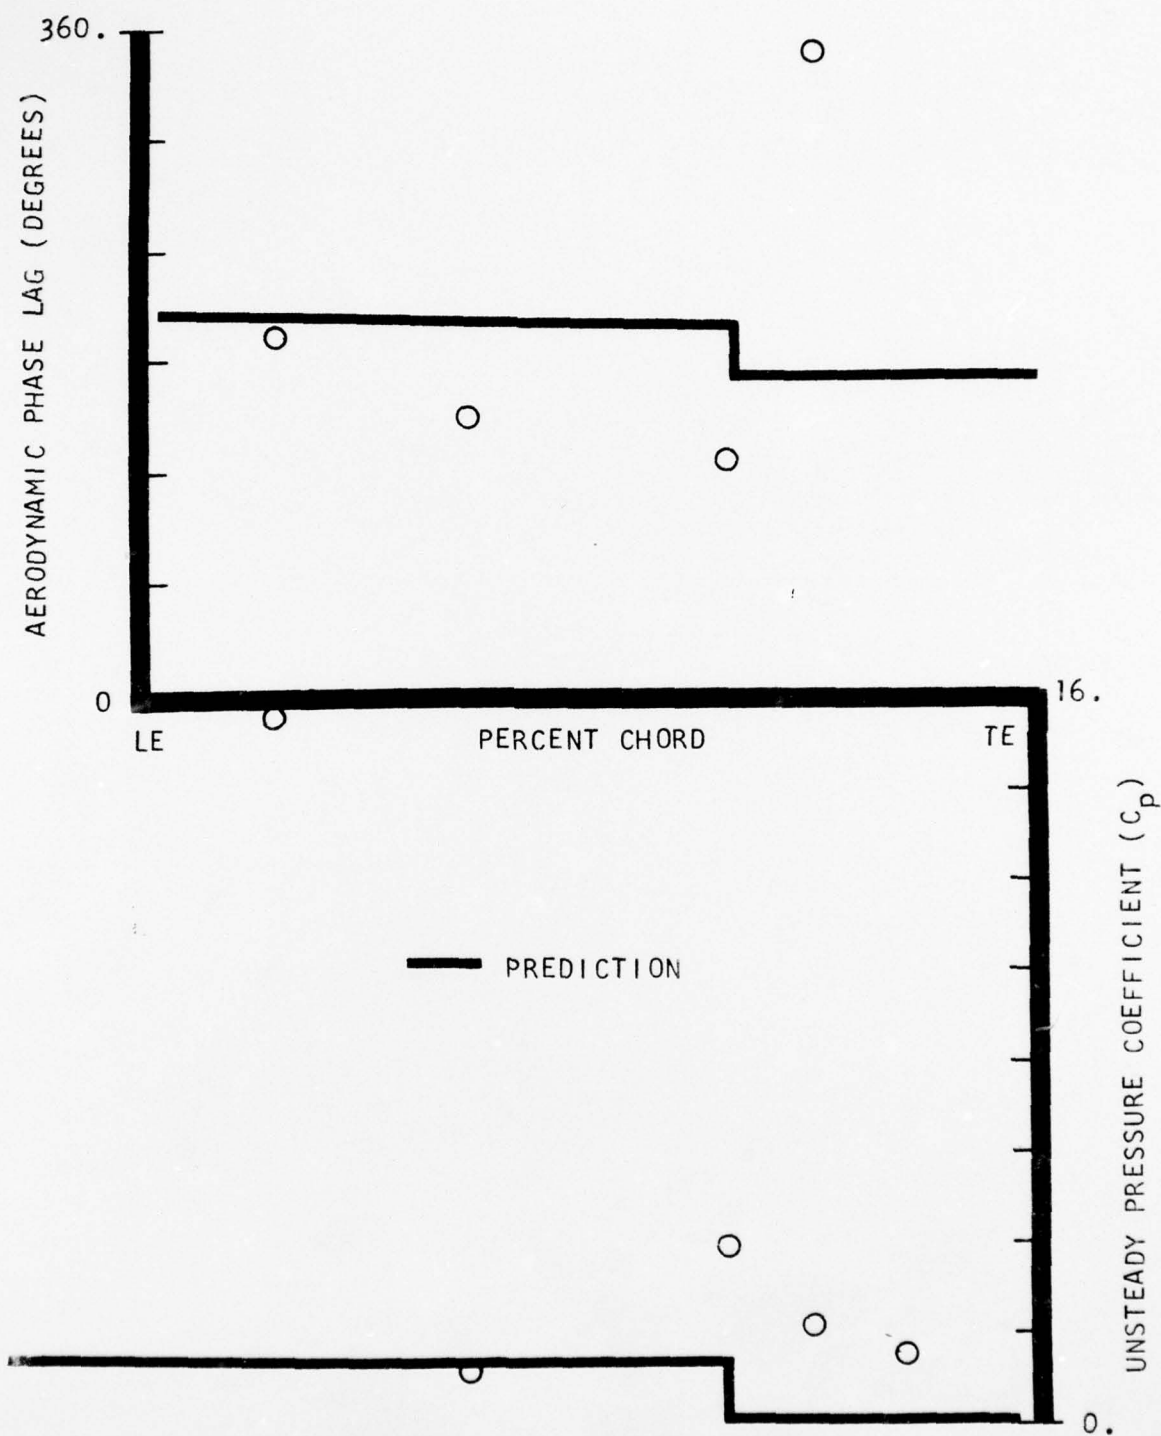 360.
AERODYNAMIC PHASE LAG (DEGREES)
0
16.
LE
PERCENT CHORD
TE
UNSTEADY PRESSURE COEFFICIENT (Cp)
PREDICTION
0.